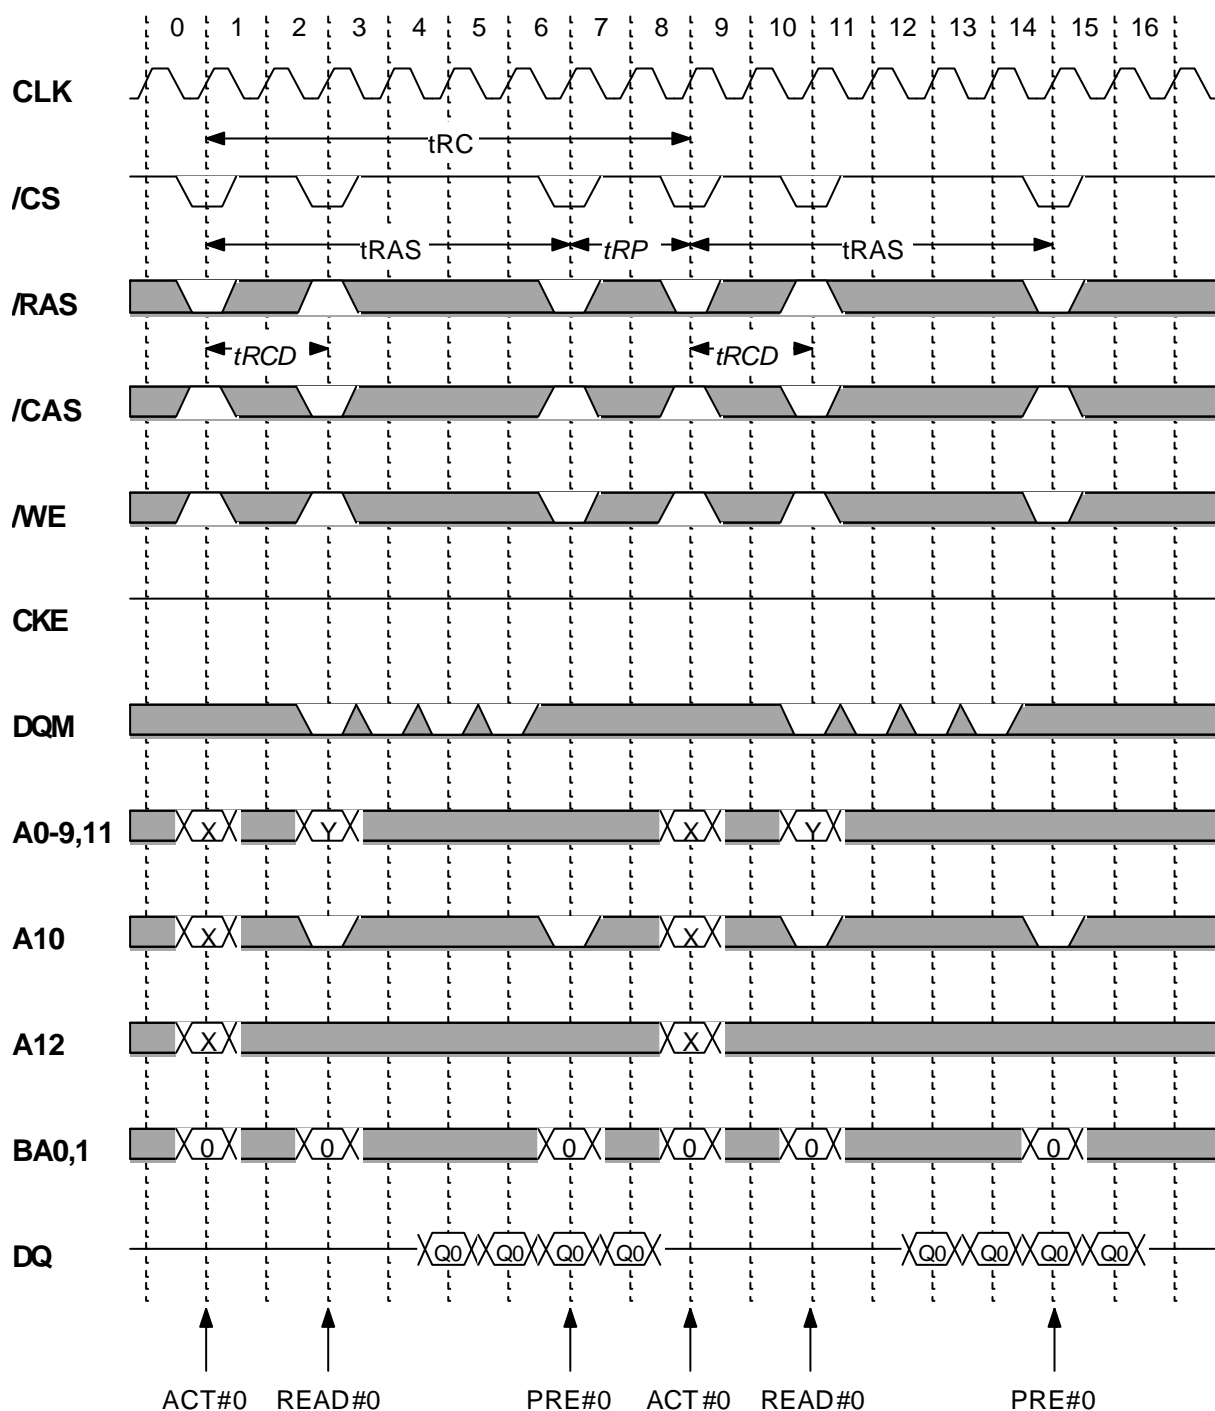 0 1 2 3 4 5 6 7 8 9 10 11 12 13 14 15 16
CLK
tRC
/CS
tRAS tRP tRAS
/RAS
tRCD tRCD
/CAS
/WE
CKE
DQM
A0-9,11 X Y X Y
A10 X X
A12 X X
BA0,1 0 0 0 0 0 0
DQ Q0 Q0 Q0 Q0 Q0 Q0 Q0 Q0
ACT#0 READ#0 PRE#0 ACT#0 READ#0 PRE#0